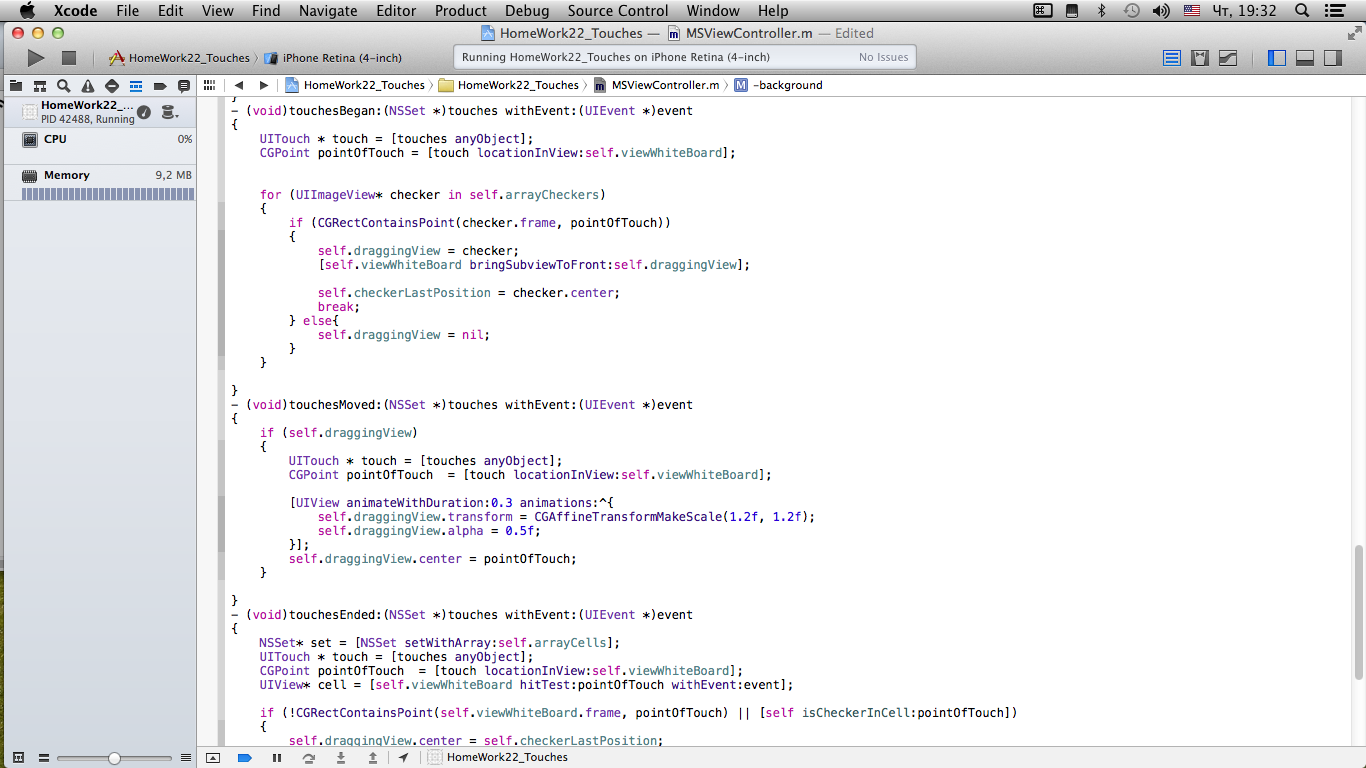 Xcode File Edit View Find Navigate Editor Product Debug Source Control Window Help Чт, 19:32
HomeWork22_Touches — MSViewController.m — Edited
HomeWork22_Touches 〉 iPhone Retina (4-inch) Running HomeWork22_Touches on iPhone Retina (4-inch) No Issues
HomeWork22_Touches 〉 HomeWork22_Touches 〉 MSViewController.m 〉 M -background
HomeWork22_...
PID 42488, Running
CPU 0%
Memory 9,2 MB
}
- (void)touchesBegan:(NSSet *)touches withEvent:(UIEvent *)event
{
    UITouch * touch = [touches anyObject];
    CGPoint pointOfTouch = [touch locationInView:self.viewWhiteBoard];
    for (UIImageView* checker in self.arrayCheckers)
    {
        if (CGRectContainsPoint(checker.frame, pointOfTouch))
        {
            self.draggingView = checker;
            [self.viewWhiteBoard bringSubviewToFront:self.draggingView];
            self.checkerLastPosition = checker.center;
            break;
        } else{
            self.draggingView = nil;
        }
    }
}
- (void)touchesMoved:(NSSet *)touches withEvent:(UIEvent *)event
{
    if (self.draggingView)
    {
        UITouch * touch = [touches anyObject];
        CGPoint pointOfTouch  = [touch locationInView:self.viewWhiteBoard];
        [UIView animateWithDuration:0.3 animations:^{
            self.draggingView.transform = CGAffineTransformMakeScale(1.2f, 1.2f);
            self.draggingView.alpha = 0.5f;
        }];
        self.draggingView.center = pointOfTouch;
    }
}
- (void)touchesEnded:(NSSet *)touches withEvent:(UIEvent *)event
{
    NSSet* set = [NSSet setWithArray:self.arrayCells];
    UITouch * touch = [touches anyObject];
    CGPoint pointOfTouch  = [touch locationInView:self.viewWhiteBoard];
    UIView* cell = [self.viewWhiteBoard hitTest:pointOfTouch withEvent:event];
    if (!CGRectContainsPoint(self.viewWhiteBoard.frame, pointOfTouch) || [self isCheckerInCell:pointOfTouch])
    {
        self.draggingView.center = self.checkerLastPosition;
HomeWork22_Touches